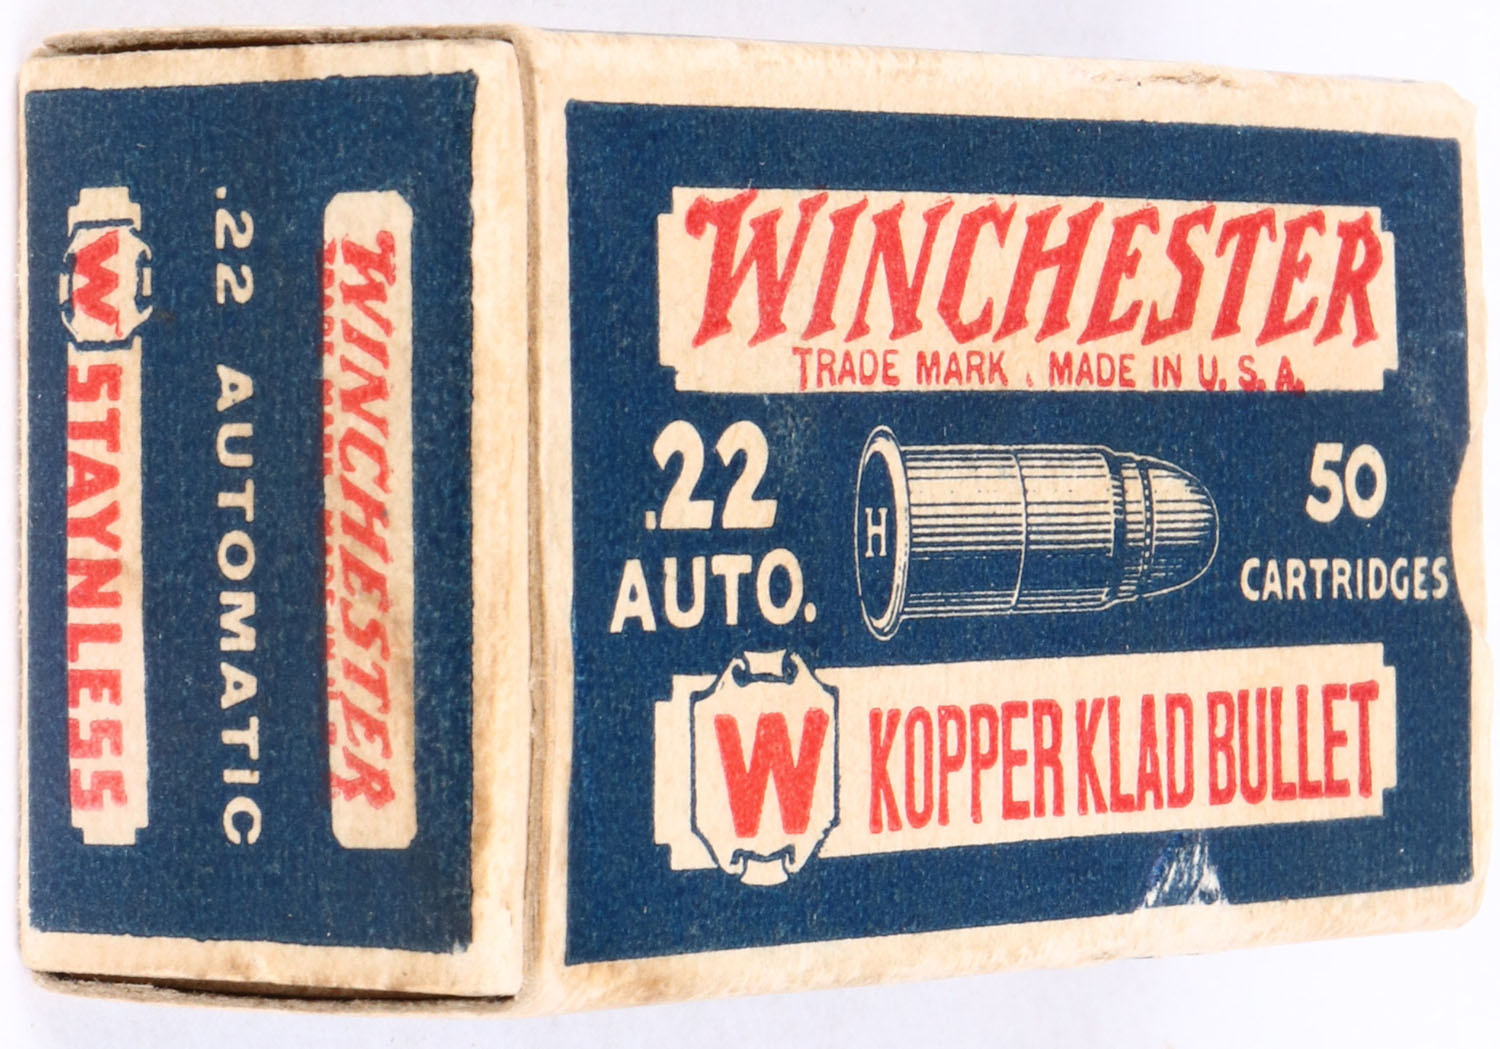 WINCHESTER
TRADE MARK. MADE IN U.S.A.
.22
AUTO.
H
50
CARTRIDGES
W KOPPER KLAD BULLET
WINCHESTER
.22 AUTOMATIC
W STAYNLESS